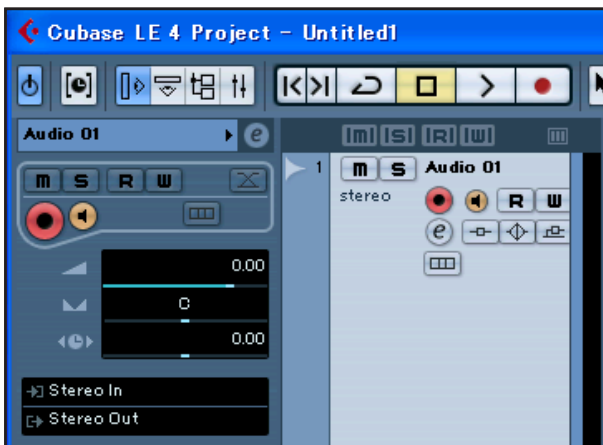 Cubase LE 4 Project - Untitled1
Audio 01
e
m S R W
0.00
C
0.00
Stereo In
Stereo Out
m S R W
1 m S Audio 01
stereo
R W
e